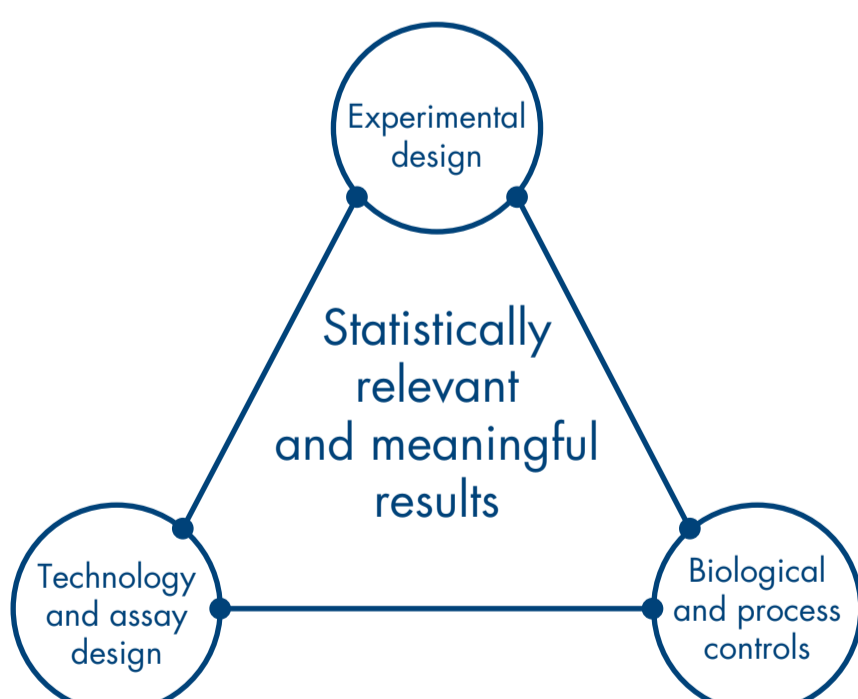 Experimental
design
Statistically
relevant
and meaningful
results
Technology
and assay
design
Biological
and process
controls